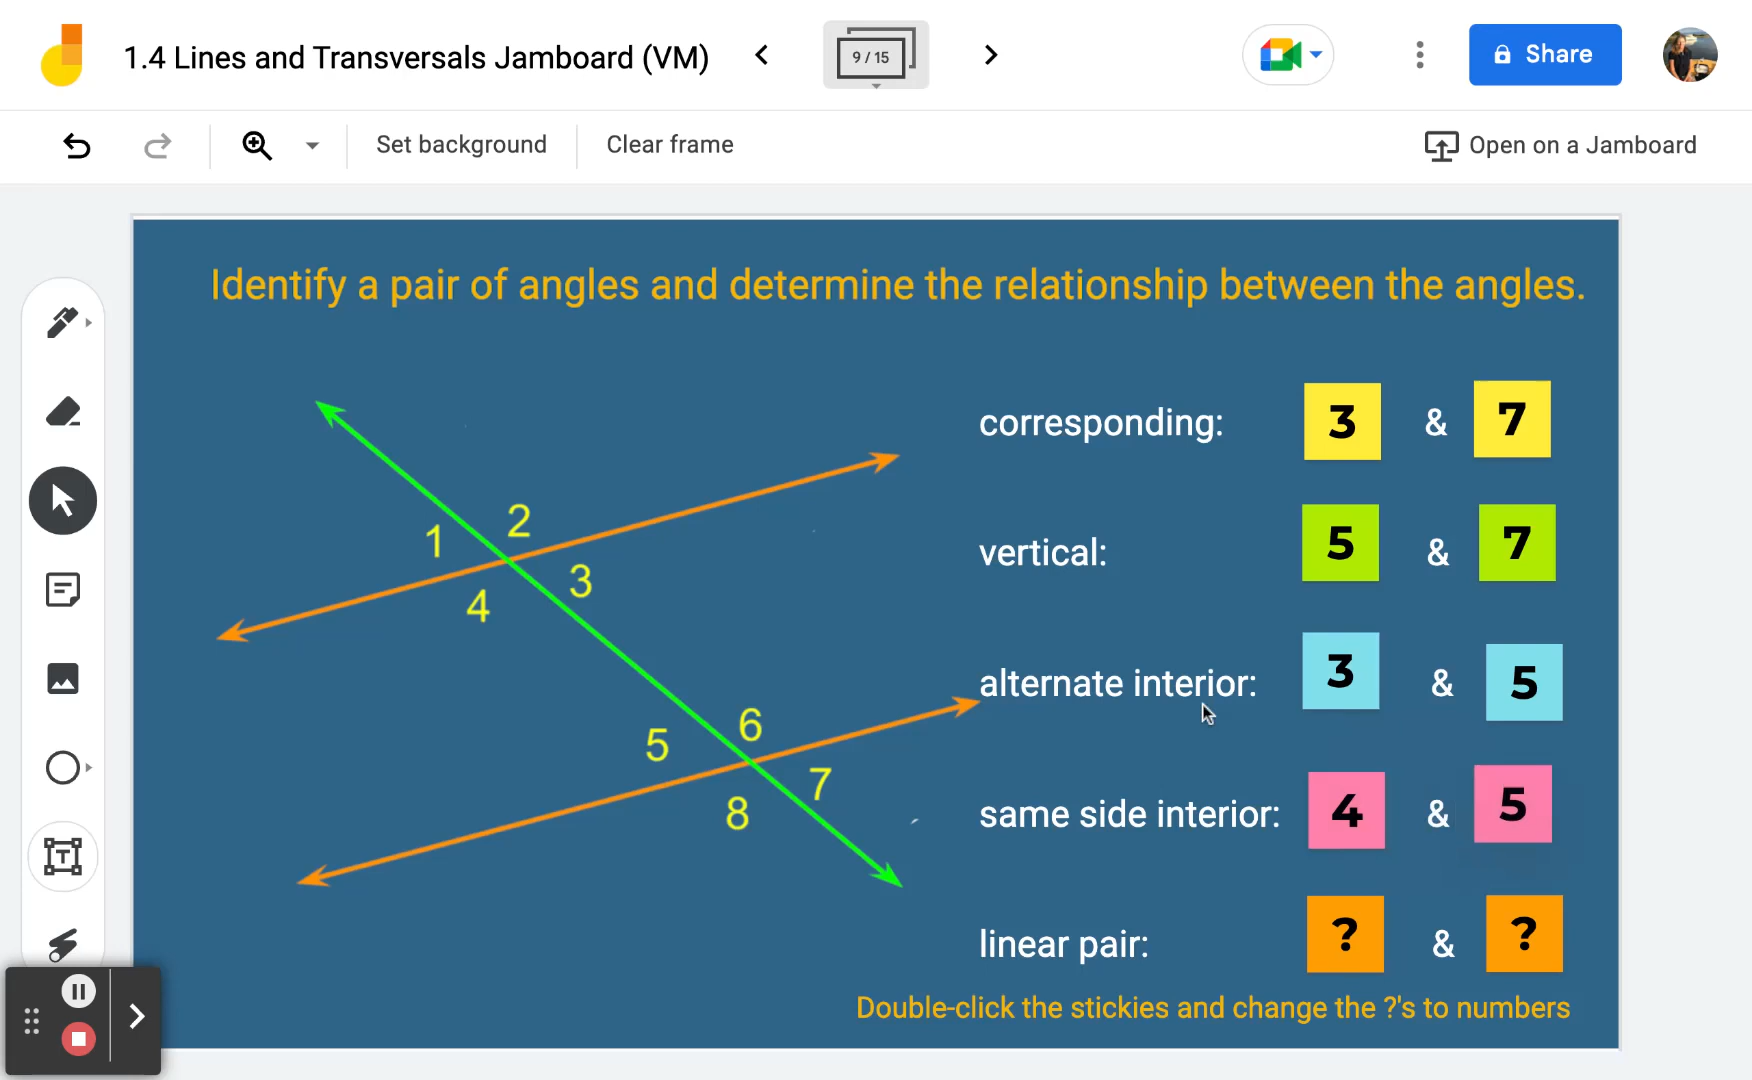 1.4 Lines and Transversals Jamboard (VM)
9 / 15
Share
Set background
Clear frame
Open on a Jamboard
Identify a pair of angles and determine the relationship between the angles.
corresponding: 3 & 7
vertical: 5 & 7
alternate interior: 3 & 5
same side interior: 4 & 5
linear pair: ? & ?
Double-click the stickies and change the ?'s to numbers
1
2
3
4
5
6
7
8
T